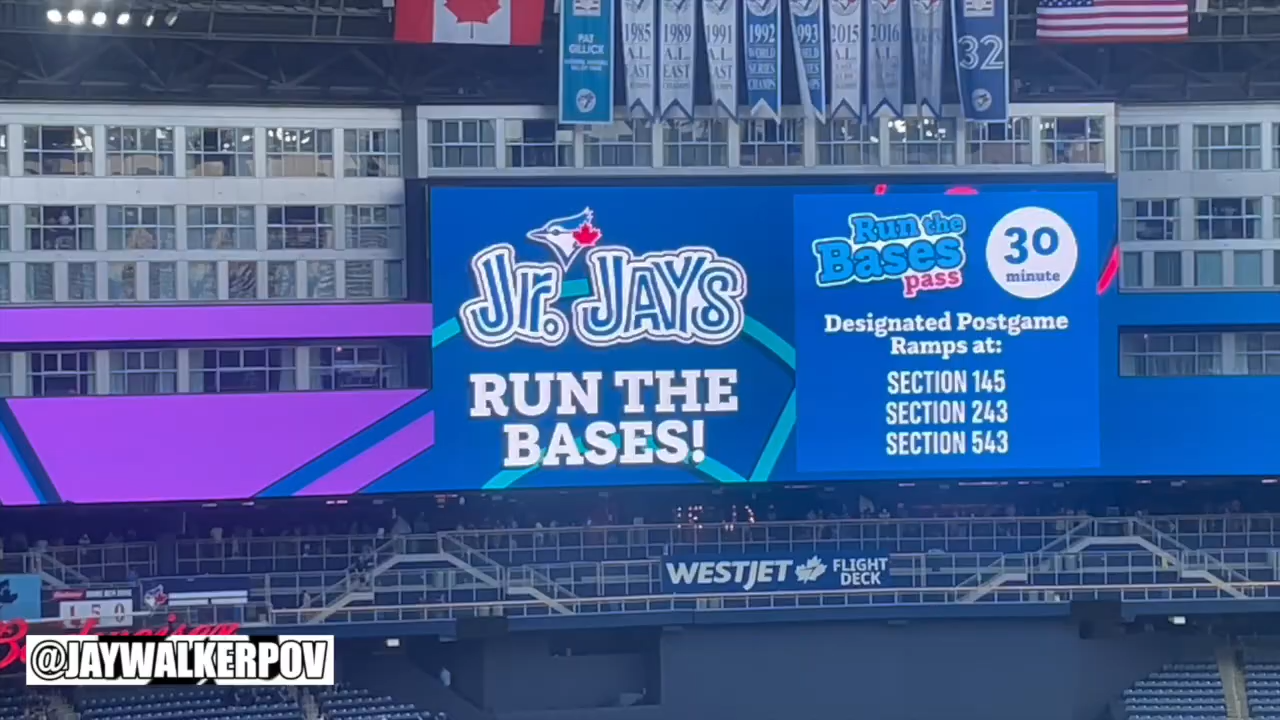 PAT
GILLICK
1985
A.L.
EAST
1989
A.L.
EAST
1991
A.L.
EAST
1992
WORLD
SERIES
CHAMPS
1993
2015
2016
32
Jr. JAYS
RUN THE
BASES!
Run the
Bases
pass
30
minute
Designated Postgame
Ramps at:
SECTION 145
SECTION 243
SECTION 543
WESTJET FLIGHT
DECK
150
Budweiser
@JAYWALKERPOV